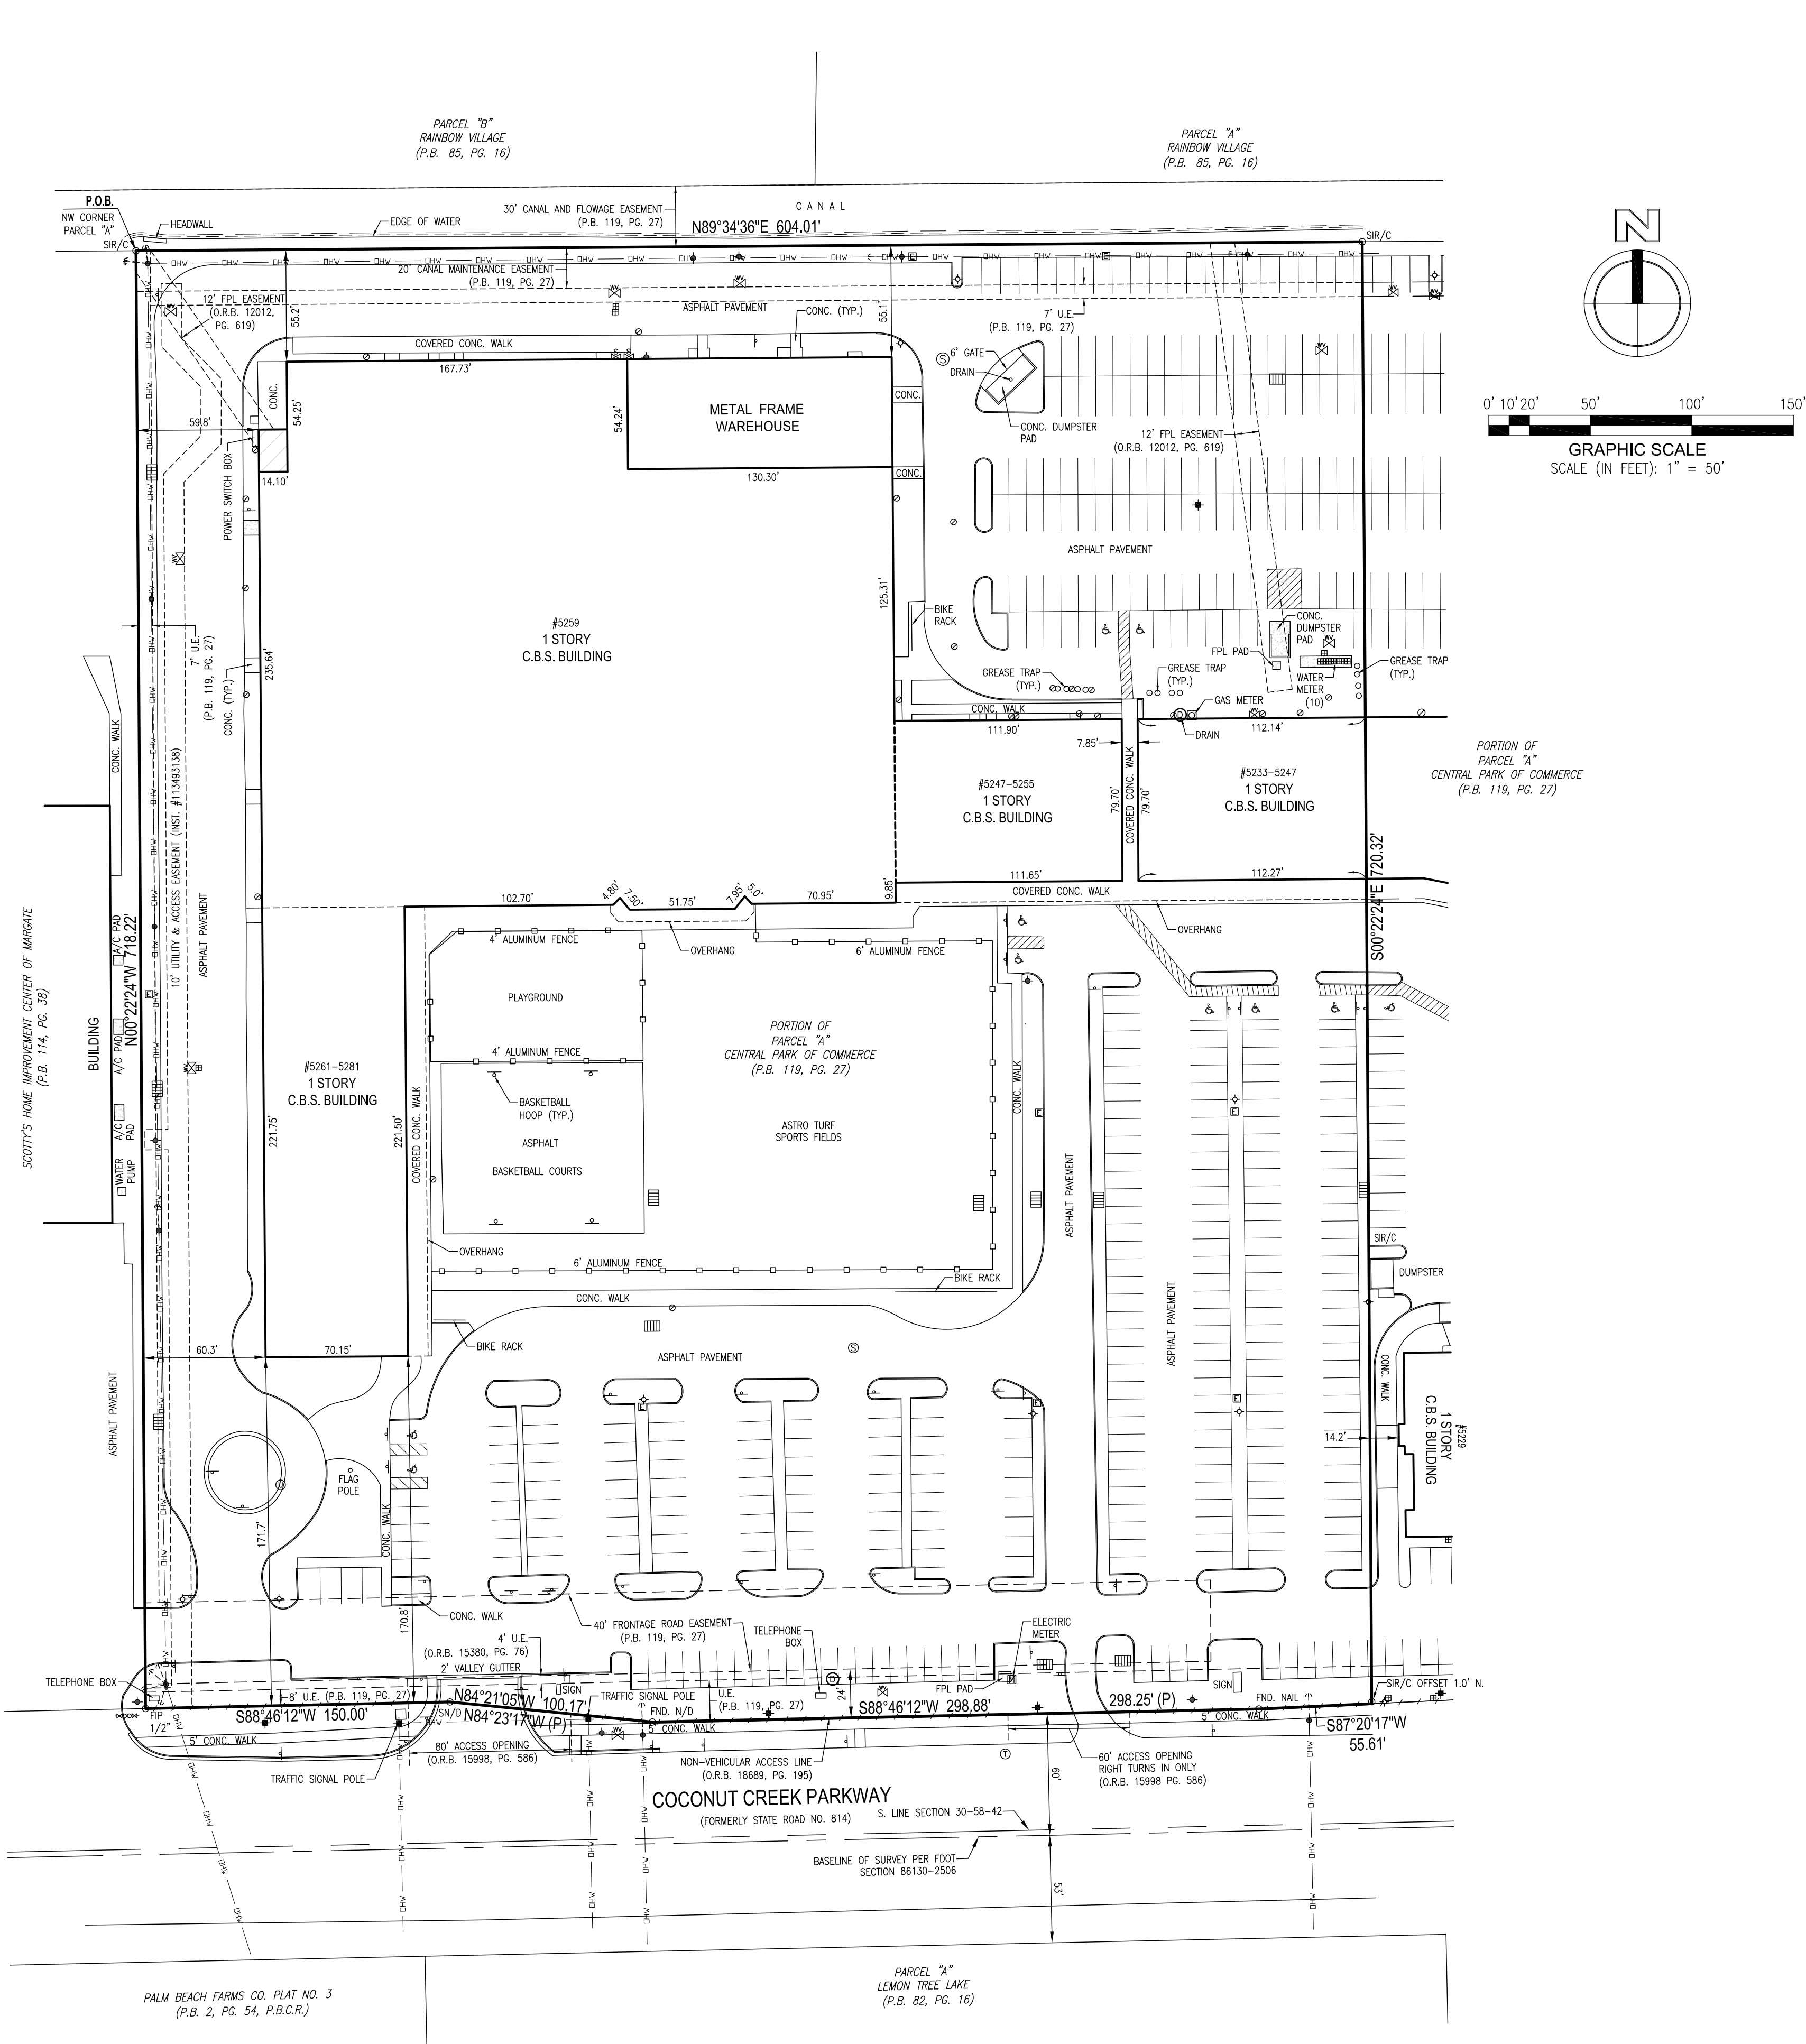 PARCEL "B"
RAINBOW VILLAGE
(P.B. 85, PG. 16)
PARCEL "A"
RAINBOW VILLAGE
(P.B. 85, PG. 16)
P.O.B.
NW CORNER
PARCEL "A"
SIR/C
HEADWALL
EDGE OF WATER
30' CANAL AND FLOWAGE EASEMENT
(P.B. 119, PG. 27)
CANAL
N89°34'36"E 604.01'
SIR/C
N
0' 10' 20' 50' 100' 150'
GRAPHIC SCALE
SCALE (IN FEET): 1" = 50'
20' CANAL MAINTENANCE EASEMENT
(P.B. 119, PG. 27)
12' FPL EASEMENT
(O.R.B. 12012,
PG. 619)
55.2'
ASPHALT PAVEMENT
CONC. (TYP.)
55.1'
7' U.E.
(P.B. 119, PG. 27)
COVERED CONC. WALK
167.73'
6' GATE
DRAIN
CONC. DUMPSTER
PAD
12' FPL EASEMENT
(O.R.B. 12012, PG. 619)
CONC.
54.25'
59.8'
14.10'
POWER SWITCH BOX
54.24'
METAL FRAME
WAREHOUSE
130.30'
CONC.
CONC.
ASPHALT PAVEMENT
125.31'
#5259
1 STORY
C.B.S. BUILDING
235.64'
7' U.E.
(P.B. 119, PG. 27)
CONC. (TYP.)
BIKE
RACK
CONC.
DUMPSTER
PAD
FPL PAD
WATER
METER
(10)
GREASE TRAP
(TYP.)
GREASE TRAP
(TYP.)
GREASE TRAP
(TYP.)
GAS METER
DRAIN
CONC. WALK
111.90'
112.14'
7.85'
#5247-5255
1 STORY
C.B.S. BUILDING
79.70'
COVERED CONC. WALK
79.70'
#5233-5247
1 STORY
C.B.S. BUILDING
PORTION OF
PARCEL "A"
CENTRAL PARK OF COMMERCE
(P.B. 119, PG. 27)
S00°22'24"E 720.32'
111.65'
112.27'
COVERED CONC. WALK
9.85'
OVERHANG
CONC. WALK
SCOTTY'S HOME IMPROVEMENT CENTER OF MARGATE
(P.B. 114, PG. 38)
BUILDING
A/C PAD
A/C PAD
A/C
PAD
WATER
PUMP
N00°22'24"W 718.22'
10' UTILITY & ACCESS EASEMENT (INST. #113493138)
ASPHALT PAVEMENT
102.70'
4.80'
7.50'
51.75'
7.95'
5.0'
70.95'
4' ALUMINUM FENCE
OVERHANG
6' ALUMINUM FENCE
PLAYGROUND
4' ALUMINUM FENCE
PORTION OF
PARCEL "A"
CENTRAL PARK OF COMMERCE
(P.B. 119, PG. 27)
#5261-5281
1 STORY
C.B.S. BUILDING
221.75'
221.50'
COVERED CONC. WALK
BASKETBALL
HOOP (TYP.)
ASPHALT
BASKETBALL COURTS
ASTRO TURF
SPORTS FIELDS
CONC. WALK
ASPHALT PAVEMENT
OVERHANG
6' ALUMINUM FENCE
BIKE RACK
CONC. WALK
BIKE RACK
ASPHALT PAVEMENT
ASPHALT PAVEMENT
SIR/C
DUMPSTER
CONC. WALK
#5229
1 STORY
C.B.S. BUILDING
14.2'
60.3'
70.15'
ASPHALT PAVEMENT
FLAG
POLE
CONC. WALK
171.7'
170.8'
CONC. WALK
40' FRONTAGE ROAD EASEMENT
(P.B. 119, PG. 27)
4' U.E.
(O.R.B. 15380, PG. 76)
2' VALLEY GUTTER
TELEPHONE
BOX
ELECTRIC
METER
FPL PAD
TELEPHONE BOX
8' U.E. (P.B. 119, PG. 27)
SIGN
TRAFFIC SIGNAL POLE
U.E.
(P.B. 119, PG. 27)
24'
SIGN
FND. NAIL
SIR/C OFFSET 1.0' N.
FIP
1/2"
S88°46'12"W 150.00'
SN/D
N84°21'05"W 100.17'
N84°23'17"W (P)
FND. N/D
S88°46'12"W 298.88'
298.25' (P)
S87°20'17"W
55.61'
5' CONC. WALK
5' CONC. WALK
5' CONC. WALK
80' ACCESS OPENING
(O.R.B. 15998, PG. 586)
TRAFFIC SIGNAL POLE
NON-VEHICULAR ACCESS LINE
(O.R.B. 18689, PG. 195)
60' ACCESS OPENING
RIGHT TURNS IN ONLY
(O.R.B. 15998 PG. 586)
60'
COCONUT CREEK PARKWAY
(FORMERLY STATE ROAD NO. 814)
S. LINE SECTION 30-58-42
BASELINE OF SURVEY PER FDOT
SECTION 86130-2506
53'
PALM BEACH FARMS CO. PLAT NO. 3
(P.B. 2, PG. 54, P.B.C.R.)
PARCEL "A"
LEMON TREE LAKE
(P.B. 82, PG. 16)